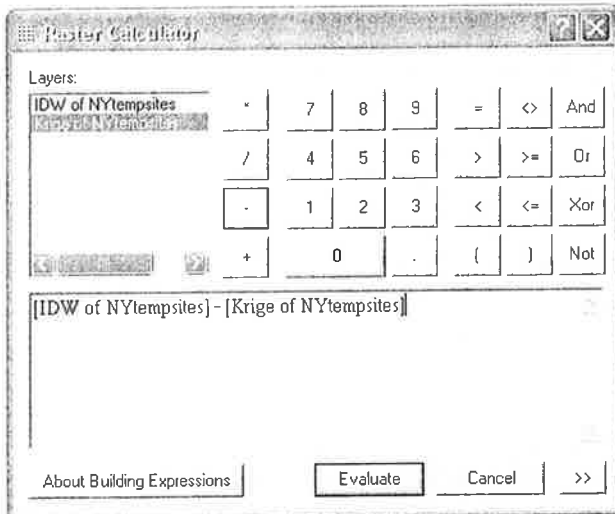 Raster Calculator
Layers:
IDW of NYtempsites
Krige of NYtempsites
* 7 8 9 = <> And
/ 4 5 6 > >= Or
- 1 2 3 < <= Xor
+ 0 . ( ) Not
[IDW of NYtempsites] - [Krige of NYtempsites]
About Building Expressions Evaluate Cancel >>